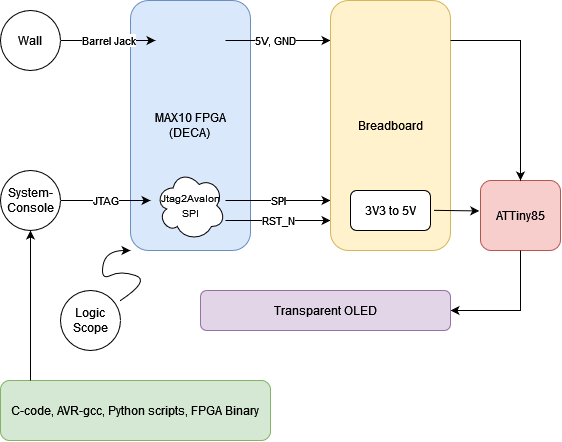 Wall
Barrel Jack
5V, GND
MAX10 FPGA
(DECA)
Breadboard
System-
Console
JTAG
Jtag2Avalon
SPI
SPI
RST_N
3V3 to 5V
ATTiny85
Logic
Scope
Transparent OLED
C-code, AVR-gcc, Python scripts, FPGA Binary